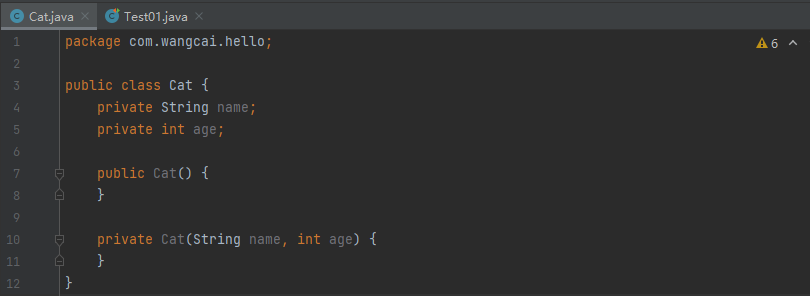 Cat.java Test01.java
1 package com.wangcai.hello; 6
2
3 public class Cat {
4 private String name;
5 private int age;
6
7 public Cat() {
8 }
9
10 private Cat(String name, int age) {
11 }
12 }